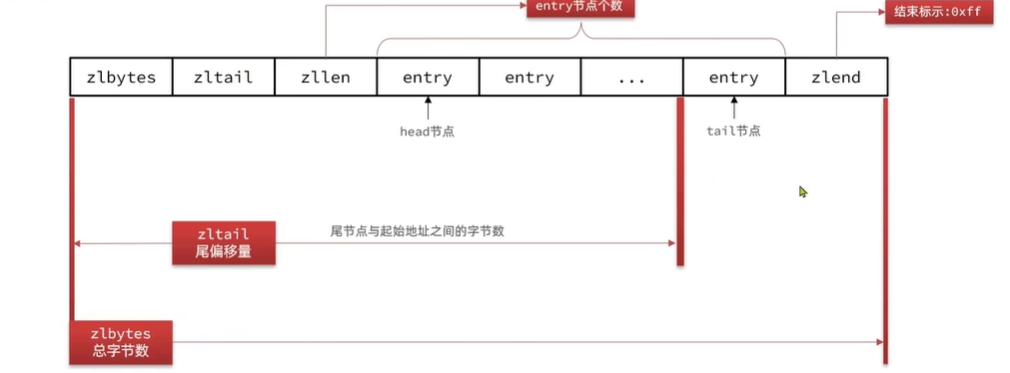 entry节点个数
结束标示:0xff
zlbytes
zltail
zllen
entry
entry
...
entry
zlend
head节点
tail节点
zltail
尾偏移量
尾节点与起始地址之间的字节数
zlbytes
总字节数